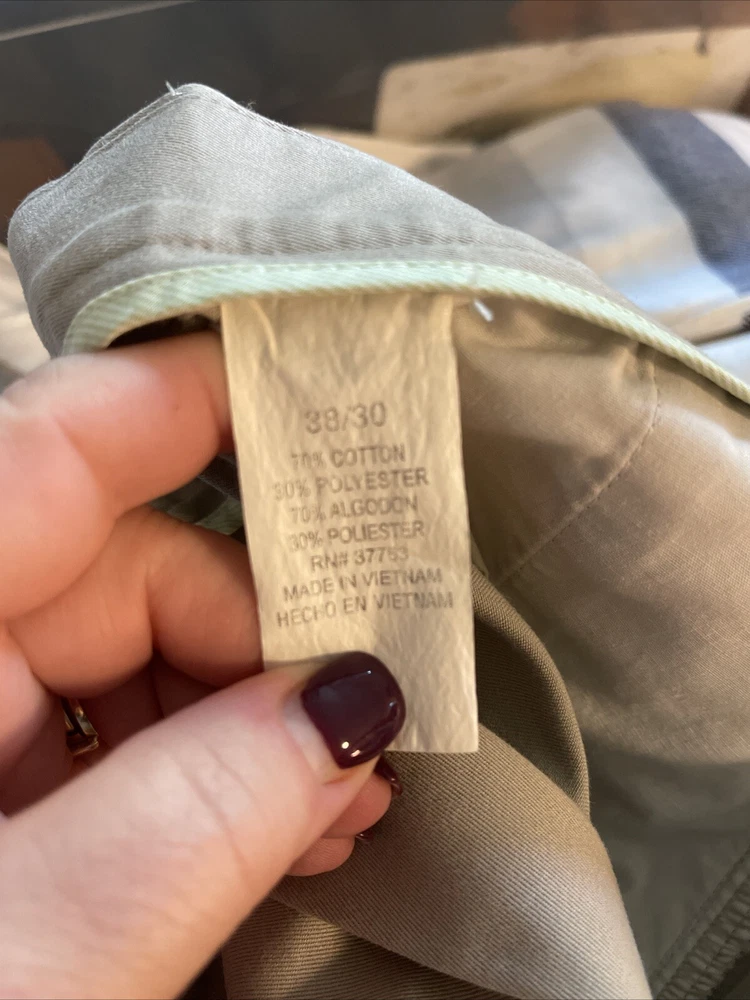 38/30
70% COTTON
30% POLYESTER
70% ALGODON
30% POLIESTER
RN# 37753
MADE IN VIETNAM
HECHO EN VIETNAM